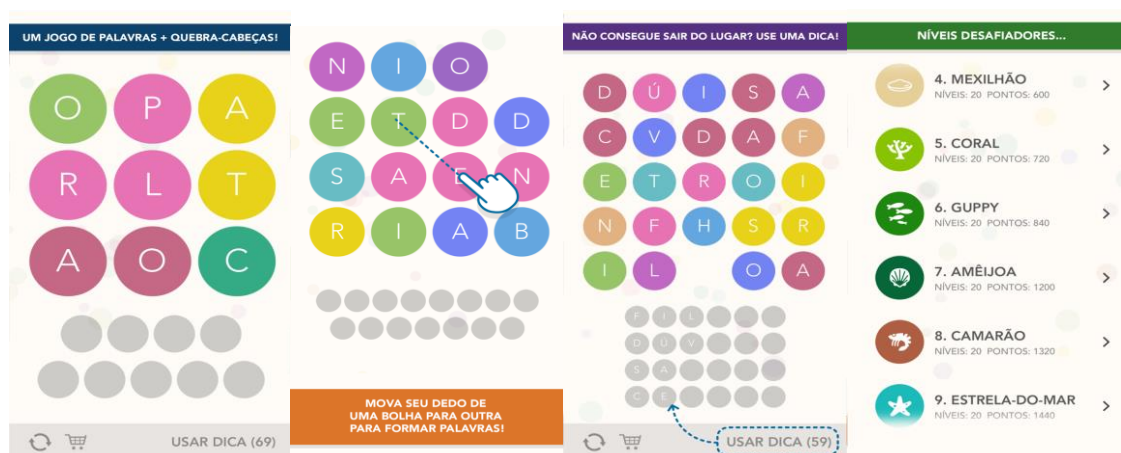 UM JOGO DE PALAVRAS + QUEBRA-CABEÇAS!
O P A
R L T
A O C
USAR DICA (69)
N I O
E T D D
S A E N
R I A B
MOVA SEU DEDO DE
UMA BOLHA PARA OUTRA
PARA FORMAR PALAVRAS!
NÃO CONSEGUE SAIR DO LUGAR? USE UMA DICA!
D Ú I S A
C V D A F
E T R O I
N F H S R
I L O A
F I L
D Ú V
S A
C E
USAR DICA (59)
NÍVEIS DESAFIADORES...
4. MEXILHÃO
NÍVEIS: 20 PONTOS: 600
5. CORAL
NÍVEIS: 20 PONTOS: 720
6. GUPPY
NÍVEIS: 20 PONTOS: 840
7. AMÊIJOA
NÍVEIS: 20 PONTOS: 1200
8. CAMARÃO
NÍVEIS: 20 PONTOS: 1320
9. ESTRELA-DO-MAR
NÍVEIS: 20 PONTOS: 1440